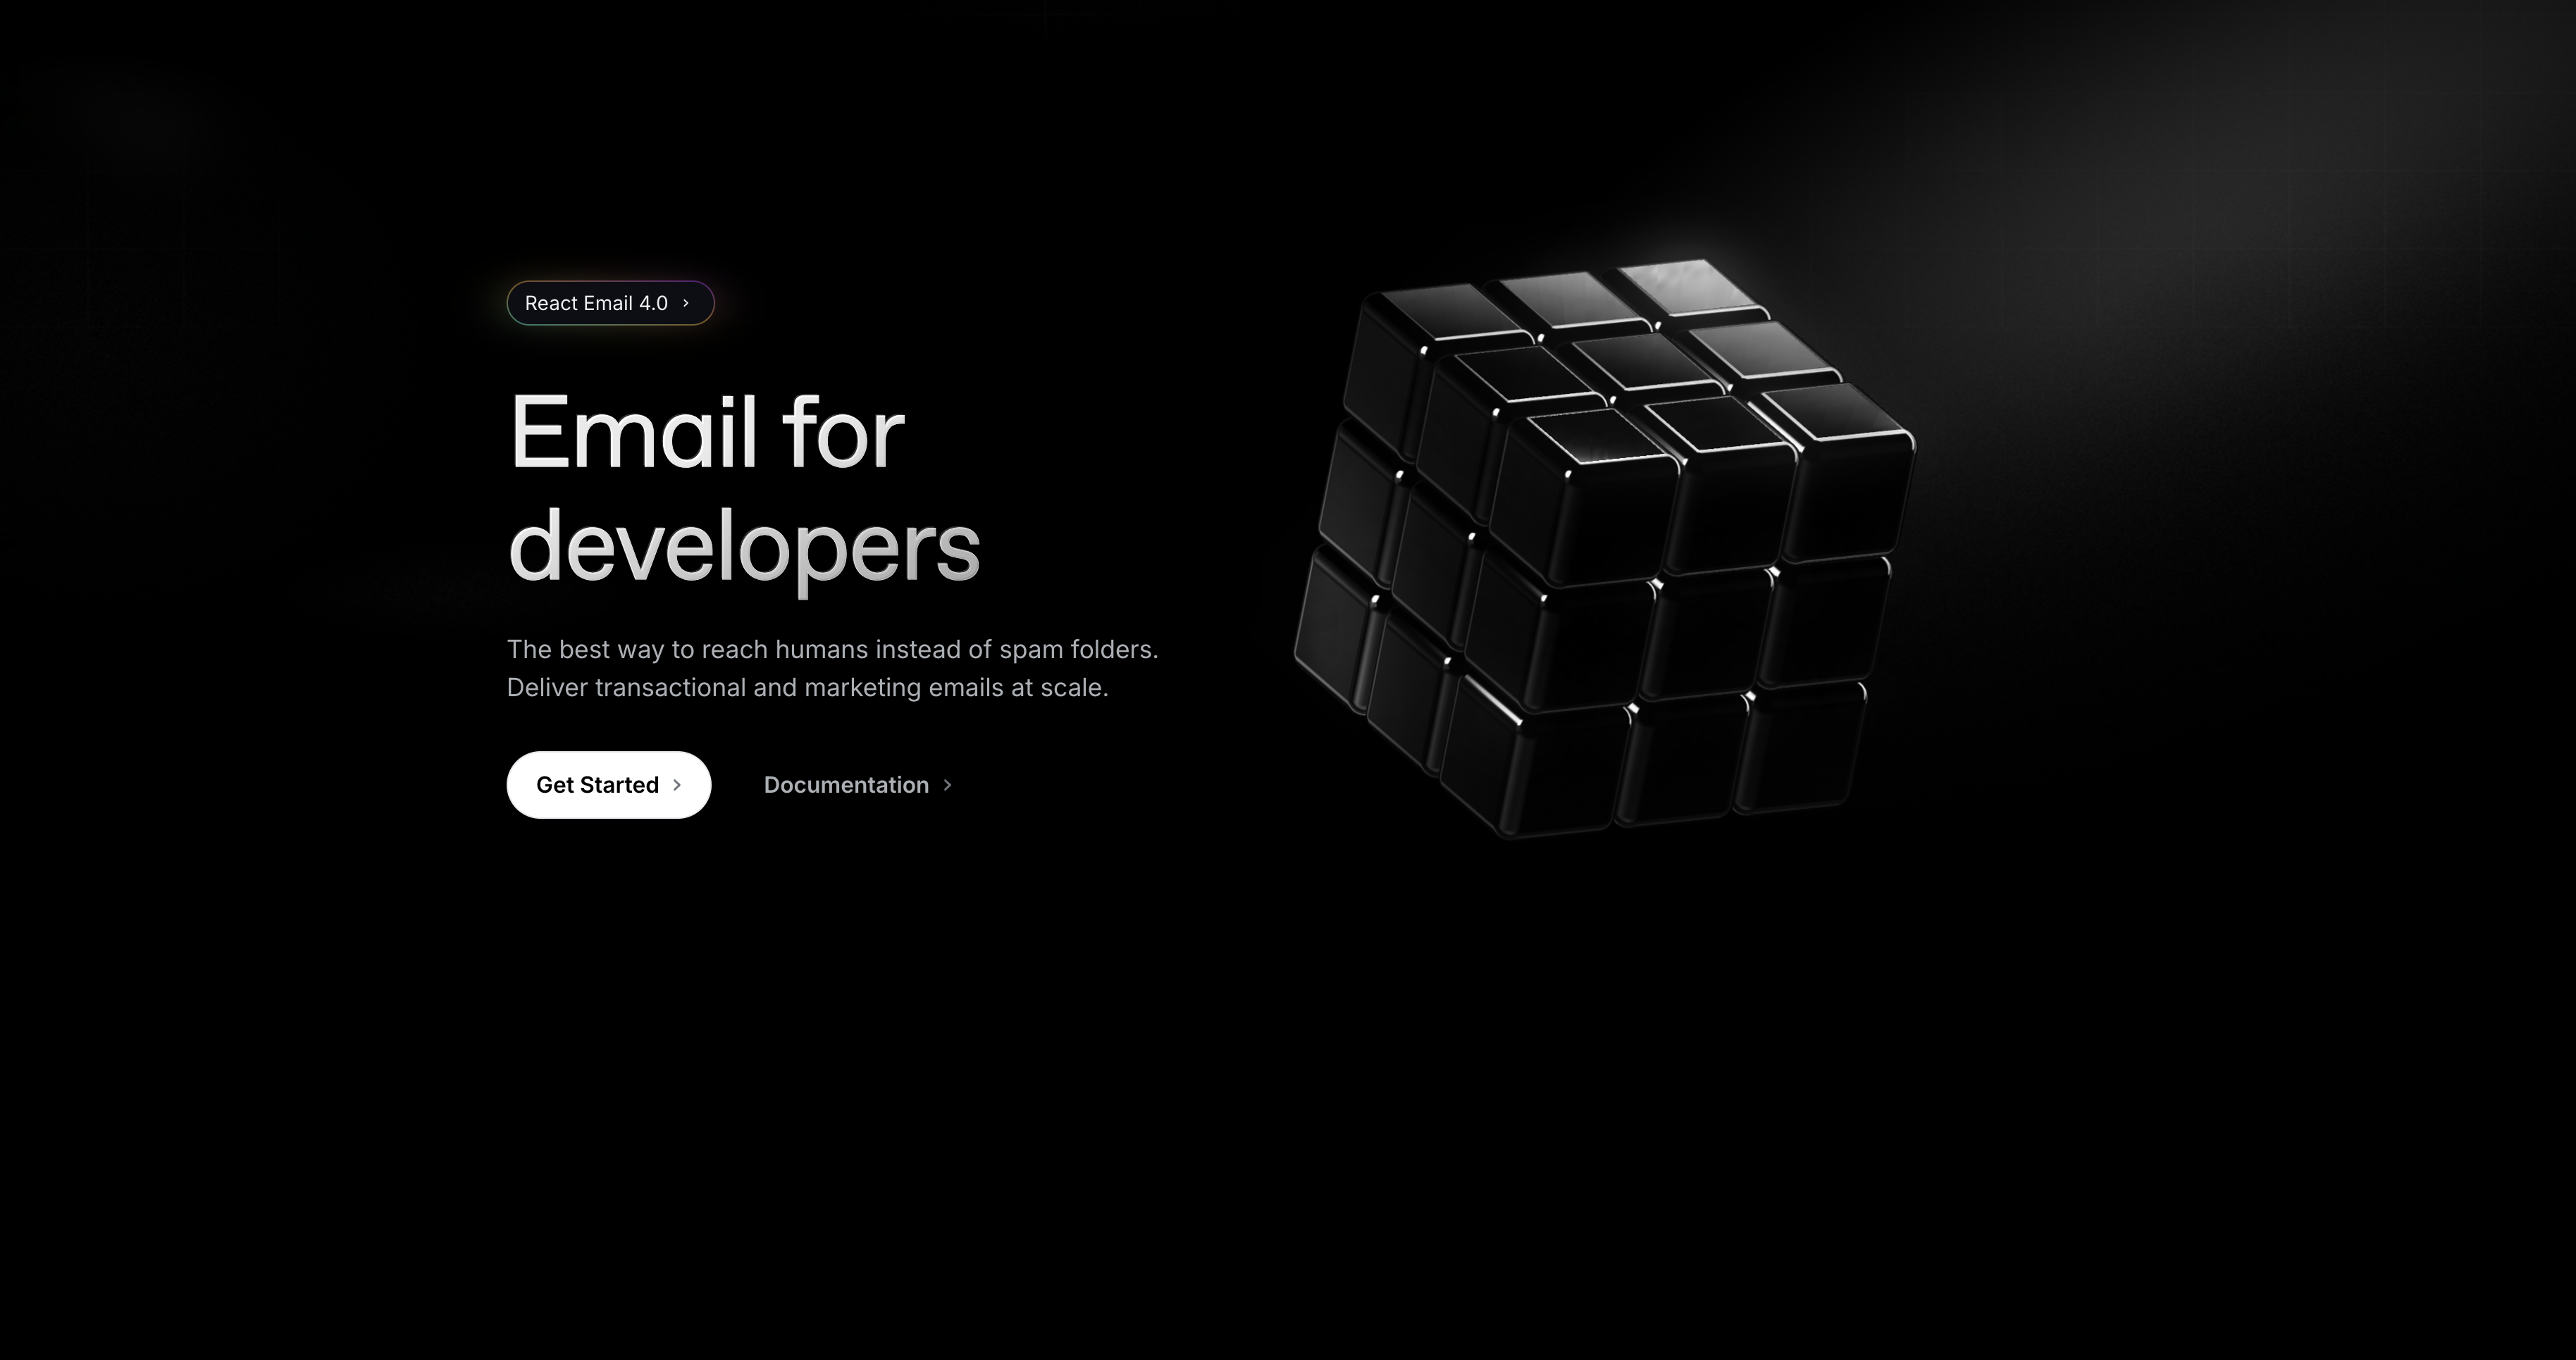 React Email 4.0
Email for
developers
The best way to reach humans instead of spam folders.
Deliver transactional and marketing emails at scale.
Get Started
Documentation